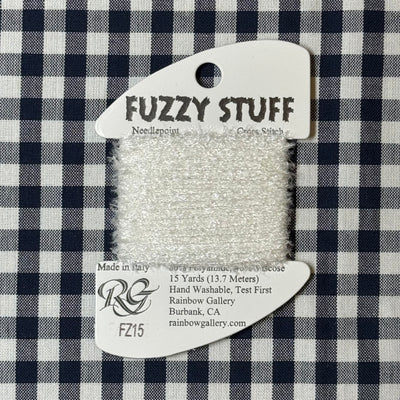 FUZZY STUFF
Needlepoint Cross Stitch
Made in Italy
15 Yards (13.7 Meters)
Hand Washable, Test First
Rainbow Gallery
Burbank, CA
rainbowgallery.com
RG
FZ15